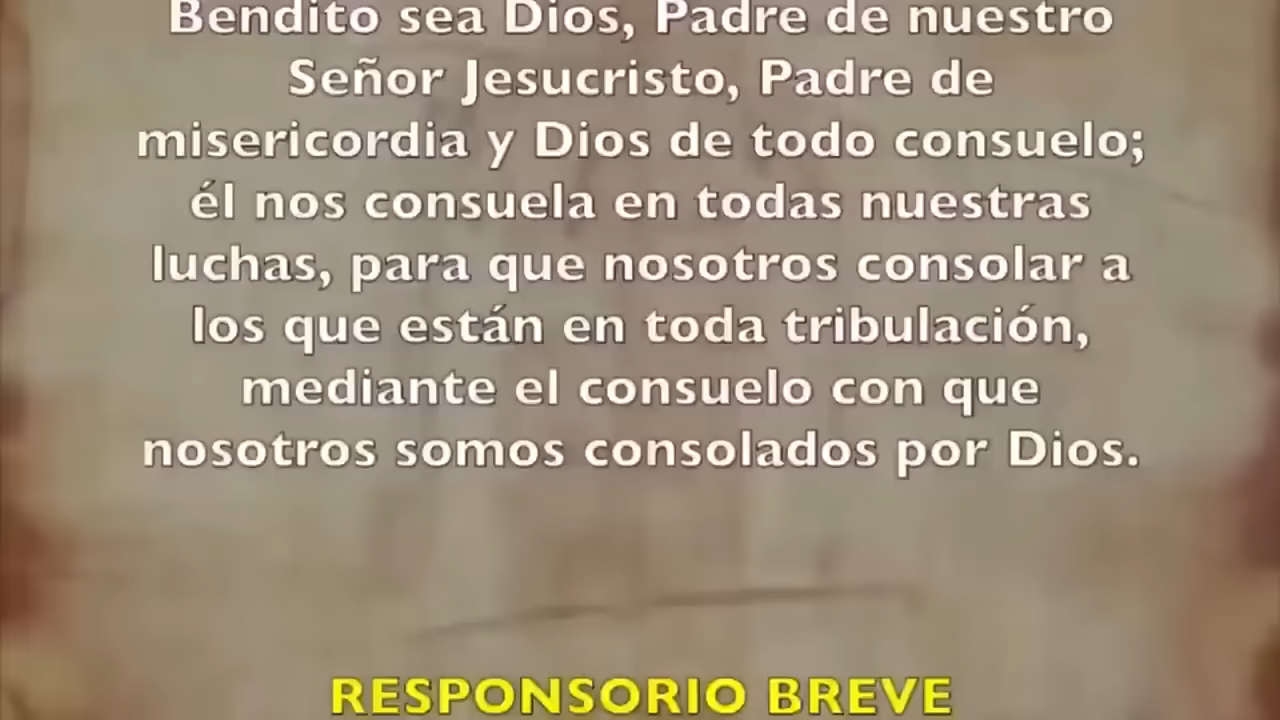 Bendito sea Dios, Padre de nuestro
Señor Jesucristo, Padre de
misericordia y Dios de todo consuelo;
él nos consuela en todas nuestras
luchas, para que nosotros consolar a
los que están en toda tribulación,
mediante el consuelo con que
nosotros somos consolados por Dios.
RESPONSORIO BREVE